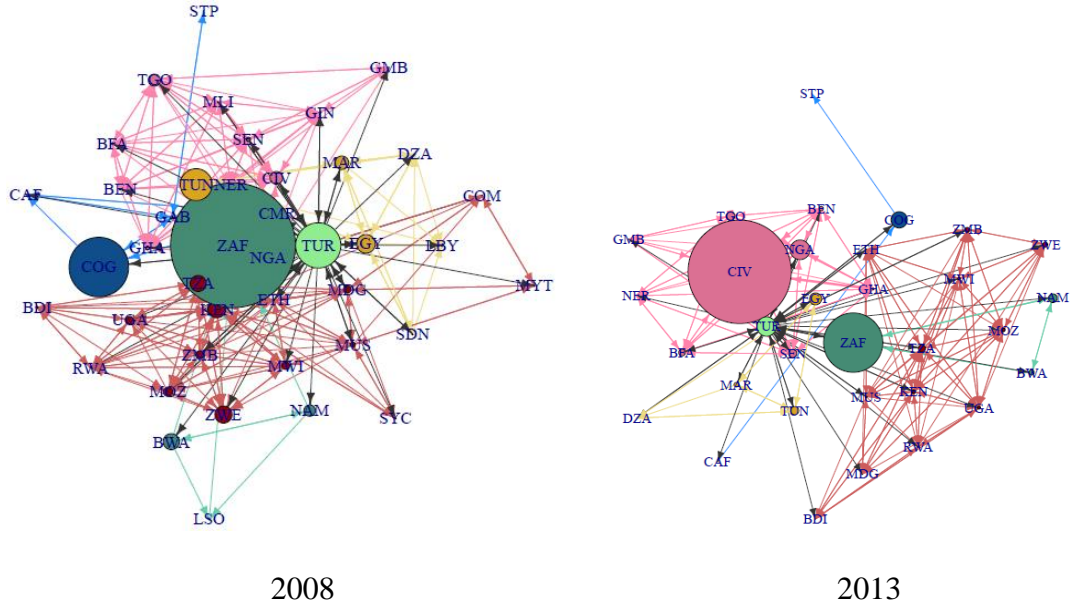 STP
TGO
GMB
MLI
GIN
SEN
BFA
MAR
DZA
BEN
TUN
NER
CIV
CAF
GAB
CMR
COM
GHA
ZAF
TUR
EGY
LBY
NGA
COG
TZA
MDG
MYT
ETH
BDI
KEN
UGA
SDN
ZMB
MUS
RWA
MWI
MOZ
ZWE
NAM
SYC
BWA
LSO
2008
STP
BEN
TGO
COG
GMB
NGA
ETH
ZMB
ZWE
CIV
MWI
NER
EGY
GHA
NAM
TUR
MOZ
BFA
SEN
ZAF
TZA
BWA
MAR
MUS
KEN
DZA
TUN
UGA
CAF
RWA
MDG
BDI
2013